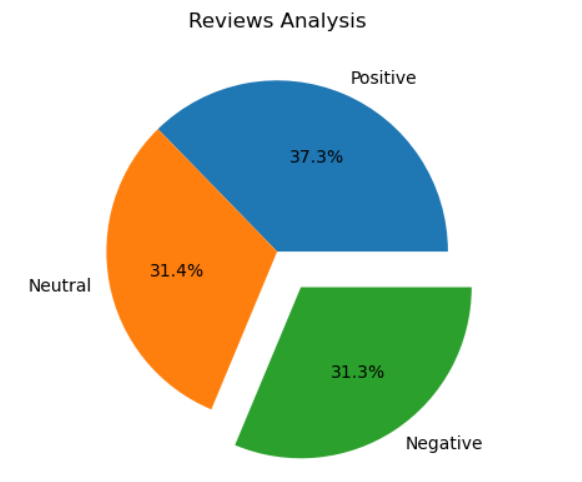 Reviews Analysis
Positive
37.3%
31.4%
Neutral
31.3%
Negative